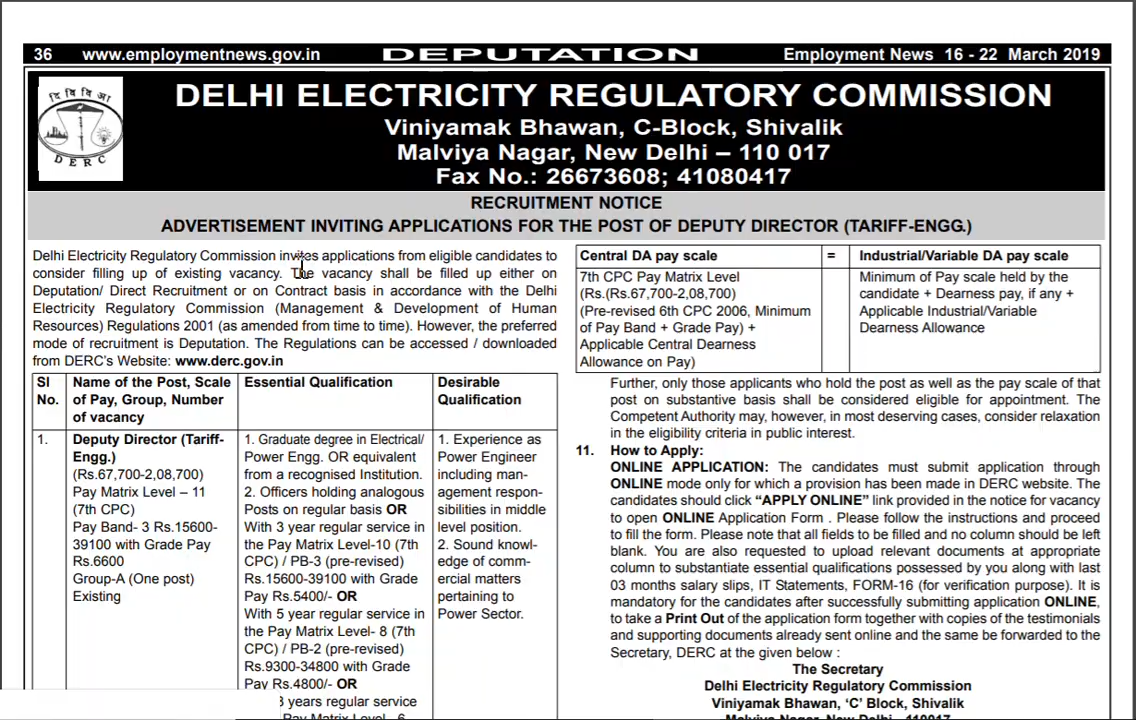 36 www.employmentnews.gov.in DEPUTATION Employment News 16 - 22 March 2019
दि वि वि आ
DERC
DELHI ELECTRICITY REGULATORY COMMISSION
Viniyamak Bhawan, C-Block, Shivalik
Malviya Nagar, New Delhi – 110 017
Fax No.: 26673608; 41080417
RECRUITMENT NOTICE
ADVERTISEMENT INVITING APPLICATIONS FOR THE POST OF DEPUTY DIRECTOR (TARIFF-ENGG.)
Delhi Electricity Regulatory Commission invites applications from eligible candidates to
consider filling up of existing vacancy. The vacancy shall be filled up either on
Deputation/ Direct Recruitment or on Contract basis in accordance with the Delhi
Electricity Regulatory Commission (Management & Development of Human
Resources) Regulations 2001 (as amended from time to time). However, the preferred
mode of recruitment is Deputation. The Regulations can be accessed / downloaded
from DERC's Website: www.derc.gov.in
Sl
No.
Name of the Post, Scale
of Pay, Group, Number
of vacancy
Essential Qualification
Desirable
Qualification
1.
Deputy Director (Tariff-
Engg.)
(Rs.67,700-2,08,700)
Pay Matrix Level – 11
(7th CPC)
Pay Band- 3 Rs.15600-
39100 with Grade Pay
Rs.6600
Group-A (One post)
Existing
1. Graduate degree in Electrical/
Power Engg. OR equivalent
from a recognised Institution.
2. Officers holding analogous
Posts on regular basis OR
With 3 year regular service in
the Pay Matrix Level-10 (7th
CPC) / PB-3 (pre-revised)
Rs.15600-39100 with Grade
Pay Rs.5400/- OR
With 5 year regular service in
the Pay Matrix Level- 8 (7th
CPC) / PB-2 (pre-revised)
Rs.9300-34800 with Grade
Pay Rs.4800/- OR
8 years regular service
Pay Matrix Level- 6
1. Experience as
Power Engineer
including man-
agement respon-
sibilities in middle
level position.
2. Sound knowl-
edge of comm-
ercial matters
pertaining to
Power Sector.
Central DA pay scale = Industrial/Variable DA pay scale
7th CPC Pay Matrix Level
(Rs.(Rs.67,700-2,08,700)
(Pre-revised 6th CPC 2006, Minimum
of Pay Band + Grade Pay) +
Applicable Central Dearness
Allowance on Pay)
Minimum of Pay scale held by the
candidate + Dearness pay, if any +
Applicable Industrial/Variable
Dearness Allowance
Further, only those applicants who hold the post as well as the pay scale of that
post on substantive basis shall be considered eligible for appointment. The
Competent Authority may, however, in most deserving cases, consider relaxation
in the eligibility criteria in public interest.
11. How to Apply:
ONLINE APPLICATION: The candidates must submit application through
ONLINE mode only for which a provision has been made in DERC website. The
candidates should click “APPLY ONLINE” link provided in the notice for vacancy
to open ONLINE Application Form . Please follow the instructions and proceed
to fill the form. Please note that all fields to be filled and no column should be left
blank. You are also requested to upload relevant documents at appropriate
column to substantiate essential qualifications possessed by you along with last
03 months salary slips, IT Statements, FORM-16 (for verification purpose). It is
mandatory for the candidates after successfully submitting application ONLINE,
to take a Print Out of the application form together with copies of the testimonials
and supporting documents already sent online and the same be forwarded to the
Secretary, DERC at the given below :
The Secretary
Delhi Electricity Regulatory Commission
Viniyamak Bhawan, ‘C’ Block, Shivalik
Malviya Nagar, New Delhi - 110017